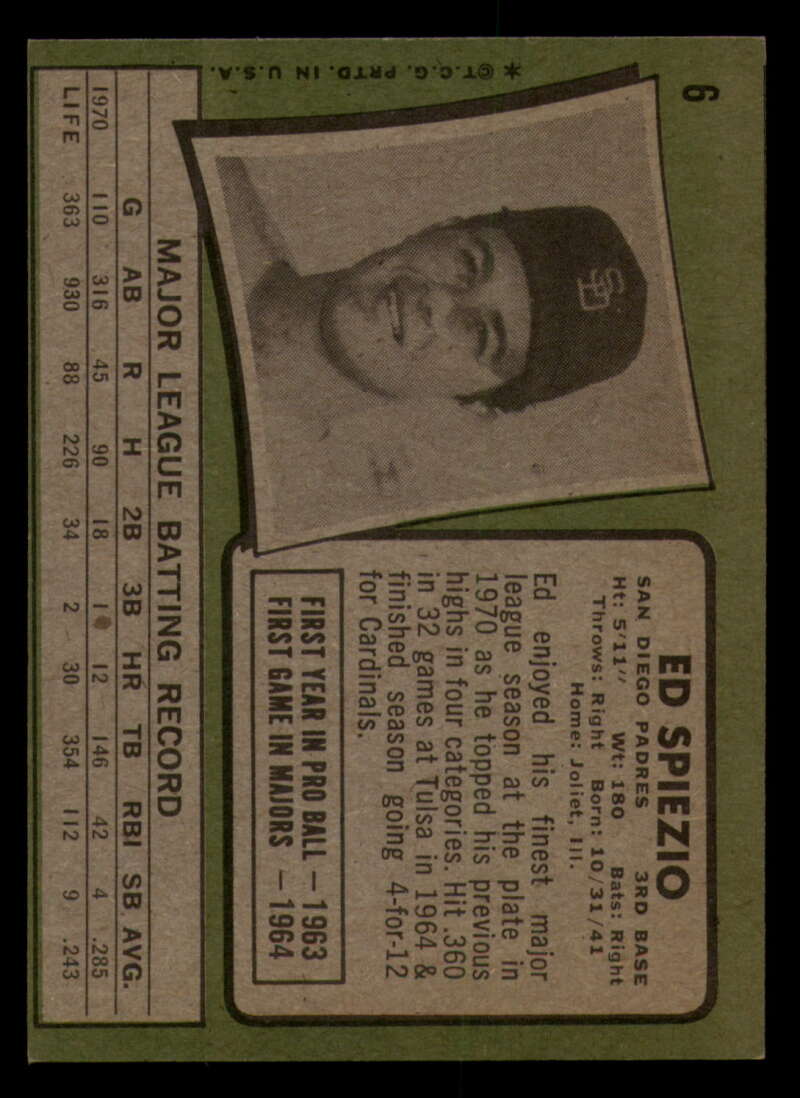 6
✶©T.C.G. PRTD. IN U.S.A.
SD
ED SPIEZIO
SAN DIEGO PADRES 3RD BASE
Ht: 5'11" Wt: 180 Bats: Right
Throws: Right Born: 10/31/41
Home: Joliet, Ill.
Ed enjoyed his finest major
league season at the plate in
1970 as he topped his previous
highs in four categories. Hit .360
in 32 games at Tulsa in 1964 &
finished season going 4-for-12
for Cardinals.
FIRST YEAR IN PRO BALL — 1963
FIRST GAME IN MAJORS — 1964
MAJOR LEAGUE BATTING RECORD
G AB R H 2B 3B HR TB RBI SB AVG.
1970 110 316 45 90 18 1 12 146 42 4 .285
LIFE 363 930 88 226 34 2 30 354 112 9 .243